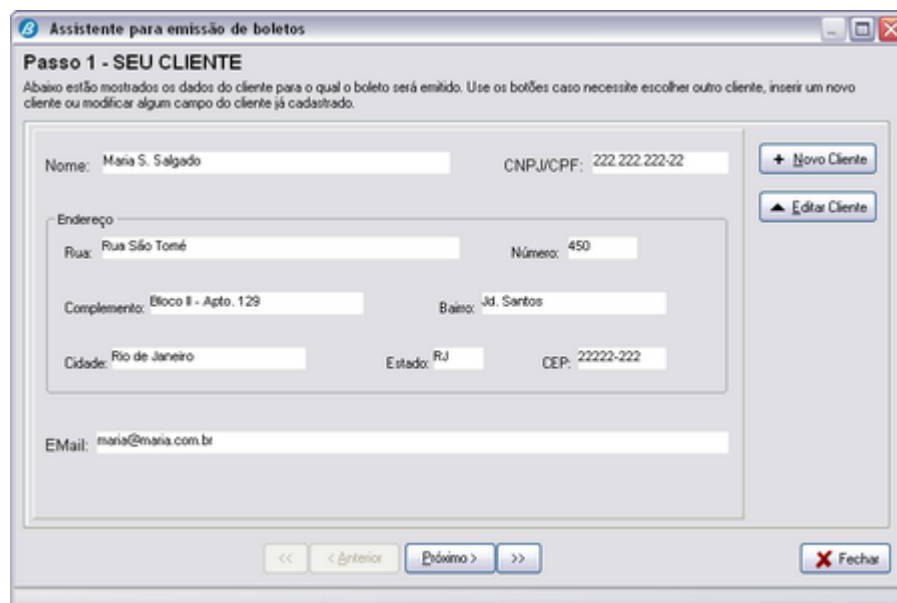 Assistente para emissão de boletos
Passo 1 - SEU CLIENTE
Abaixo estão mostrados os dados do cliente para o qual o boleto será emitido. Use os botões caso necessite escolher outro cliente, inserir um novo
cliente ou modificar algum campo do cliente já cadastrado.
Nome: Maria S. Salgado CNPJ/CPF: 222.222.222-22
+ Novo Cliente
Editar Cliente
Endereço
Rua: Rua São Tomé Número: 450
Complemento: Bloco II - Apto. 129 Bairro: Jd. Santos
Cidade: Rio de Janeiro Estado: RJ CEP: 22222-222
EMail: maria@maria.com.br
<< < Anterior Próximo > >> Fechar